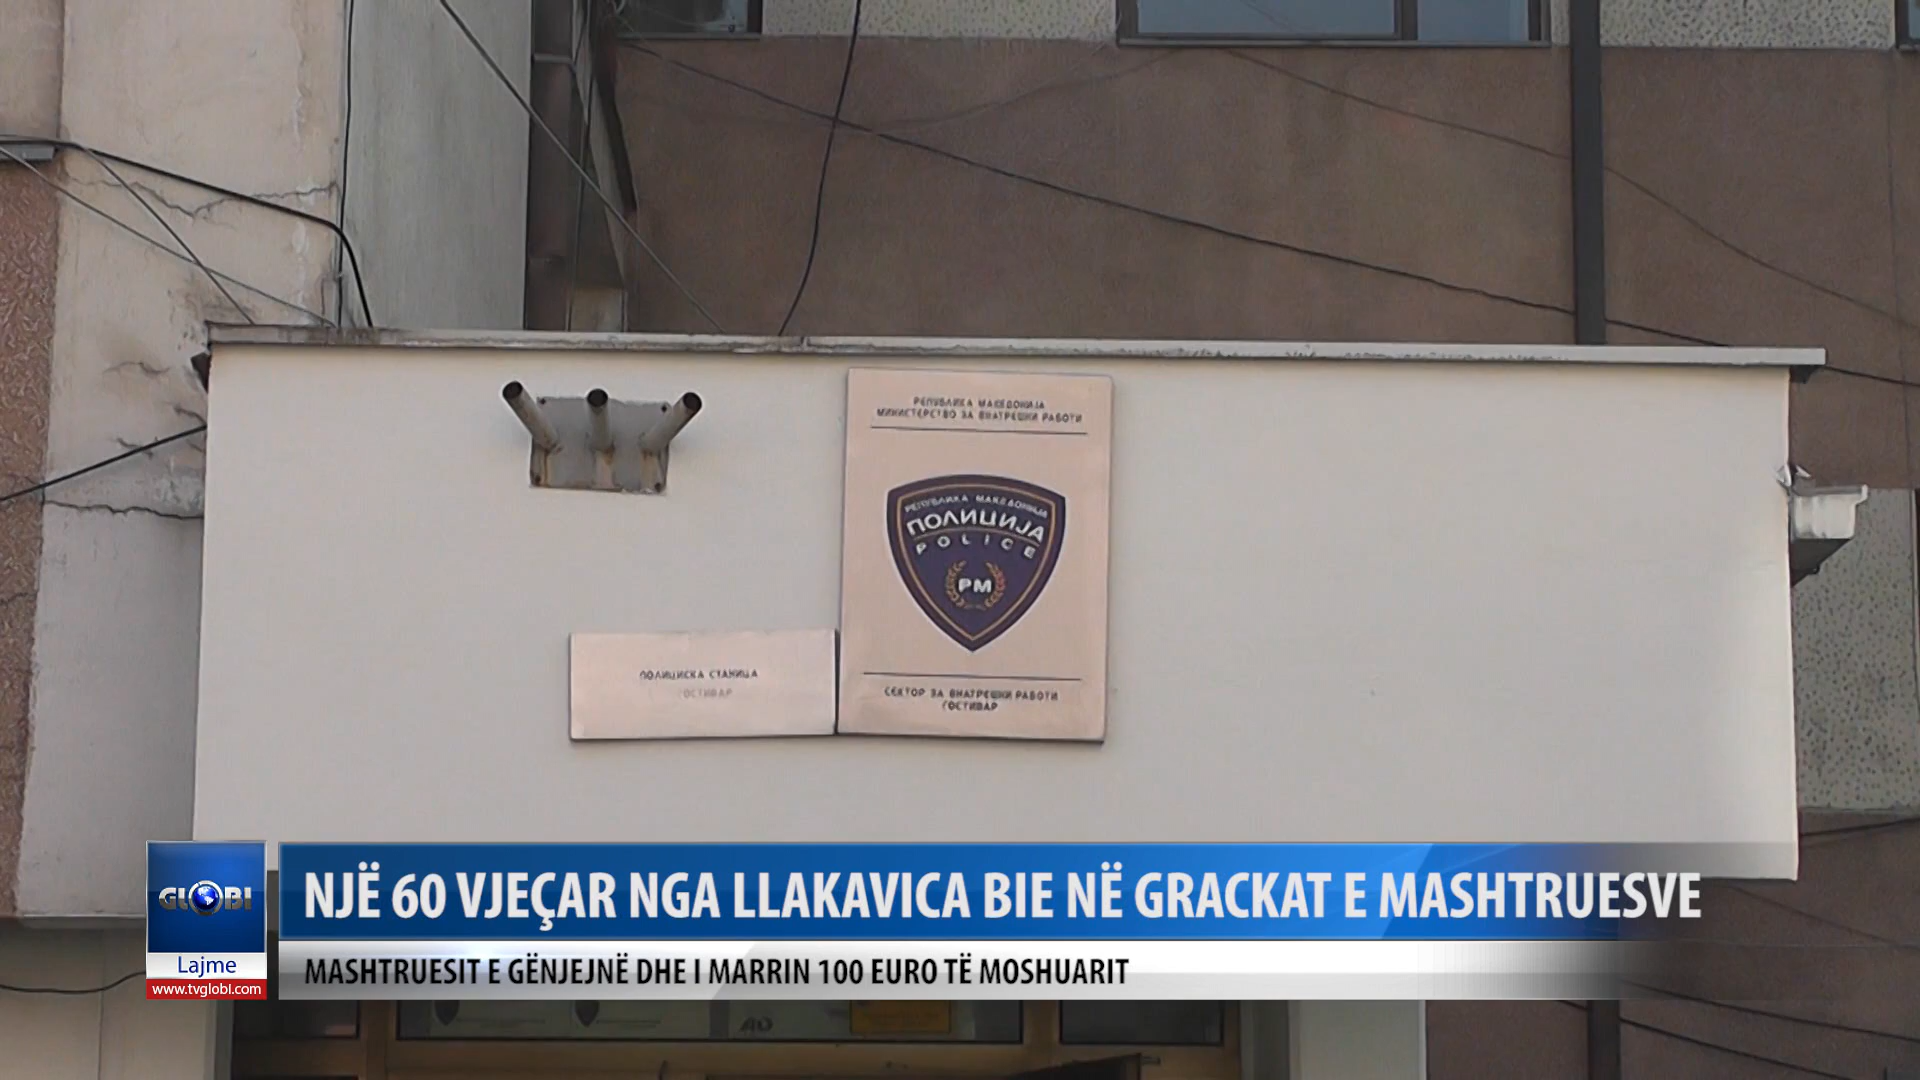 РЕПУБЛИКА МАКЕДОНИЈА
МИНИСТЕРСТВО ЗА ВНАТРЕШНИ РАБОТИ
РЕПУБЛИКА МАКЕДОНИЈА
ПОЛИЦИЈА
POLICE
PM
СЕКТОР ЗА ВНАТРЕШНИ РАБОТИ
ГОСТИВАР
ПОЛИЦИСКА СТАНИЦА
ГОСТИВАР
GLOBI
Lajme
www.tvglobi.com
NJË 60 VJEÇAR NGA LLAKAVICA BIE NË GRACKAT E MASHTRUESVE
MASHTRUESIT E GËNJEJNË DHE I MARRIN 100 EURO TË MOSHUARIT